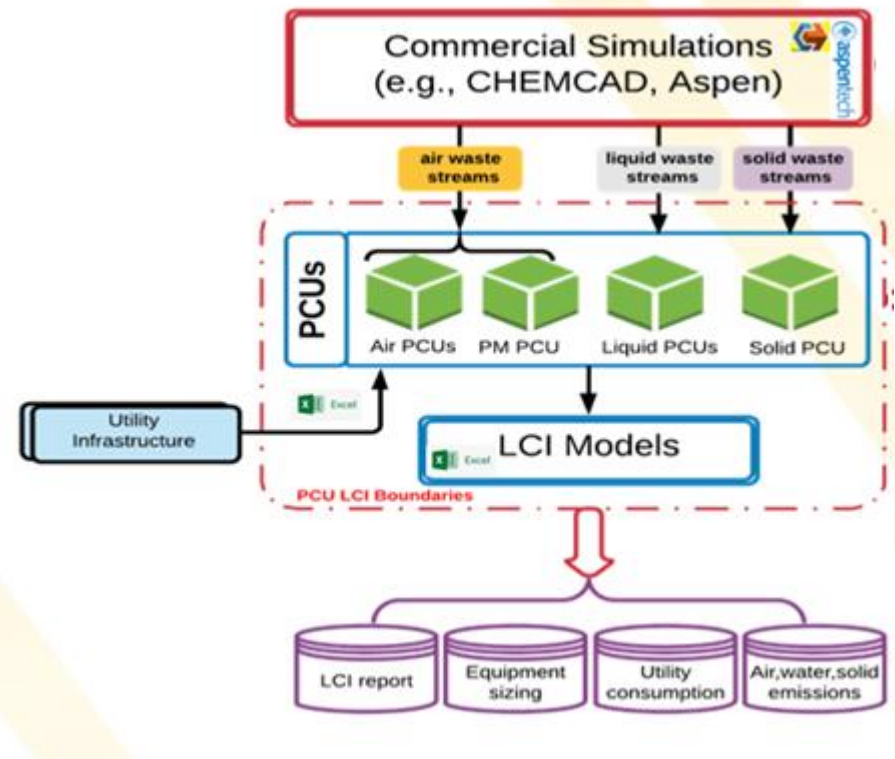 Commercial Simulations
(e.g., CHEMCAD, Aspen)
aspentech
air waste
streams
liquid waste
streams
solid waste
streams
PCUs
Air PCUs
PM PCU
Liquid PCUs
Solid PCU
Excel
Utility
Infrastructure
LCI Models
Excel
PCU LCI Boundaries
LCI report
Equipment
sizing
Utility
consumption
Air,water,solid
emissions